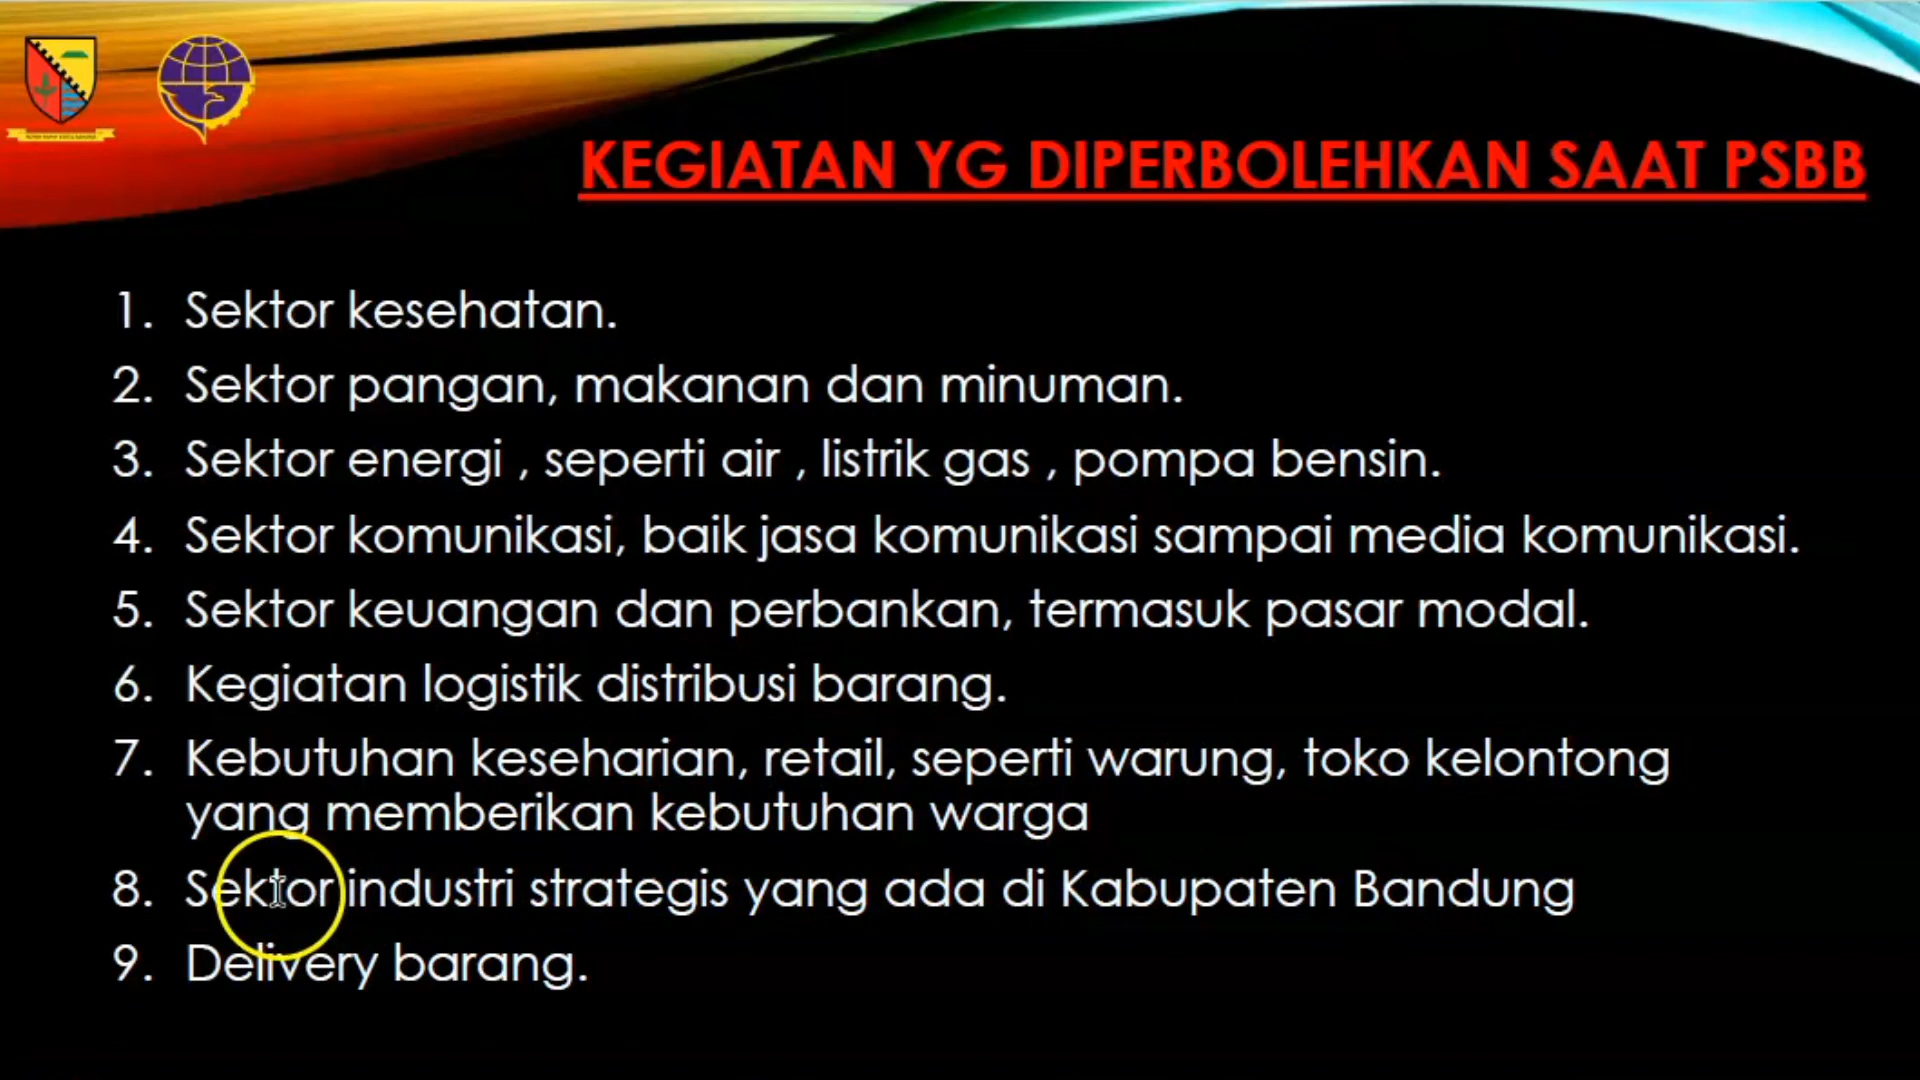 KEGIATAN YG DIPERBOLEHKAN SAAT PSBB
1. Sektor kesehatan.
2. Sektor pangan, makanan dan minuman.
3. Sektor energi , seperti air , listrik gas , pompa bensin.
4. Sektor komunikasi, baik jasa komunikasi sampai media komunikasi.
5. Sektor keuangan dan perbankan, termasuk pasar modal.
6. Kegiatan logistik distribusi barang.
7. Kebutuhan keseharian, retail, seperti warung, toko kelontong
yang memberikan kebutuhan warga
8. Sektor industri strategis yang ada di Kabupaten Bandung
9. Delivery barang.